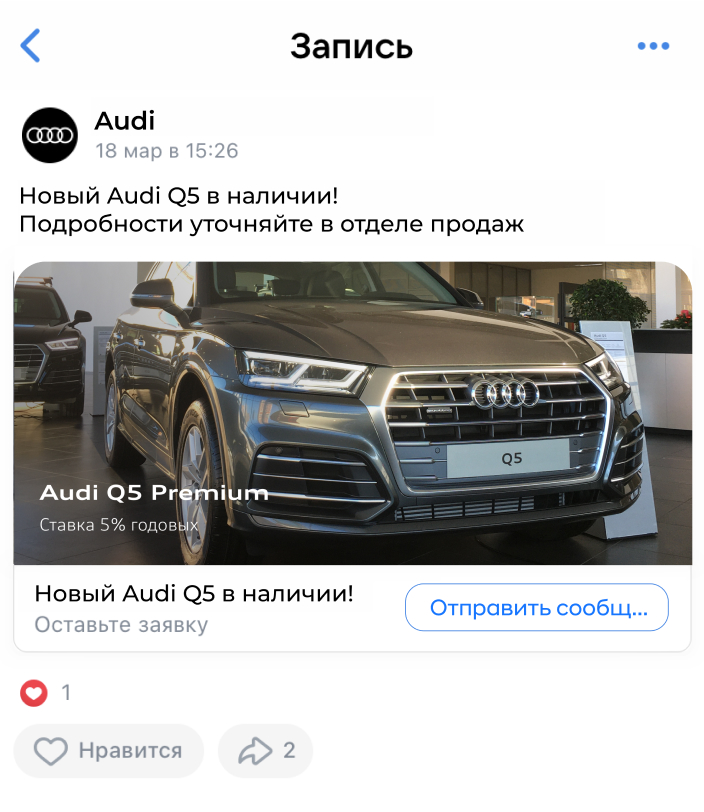 Запись
Audi
18 мар в 15:26
Новый Audi Q5 в наличии!
Подробности уточняйте в отделе продаж
Q5
Audi Q5 Premium
Ставка 5% годовых
Новый Audi Q5 в наличии!
Оставьте заявку
Отправить сообщ...
1
Нравится
2